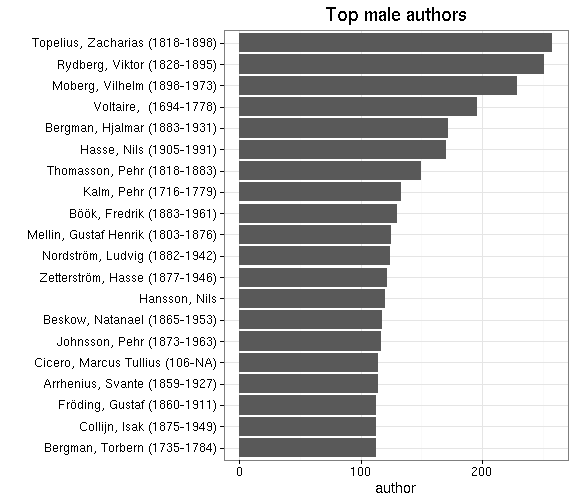 Top male authors
Topelius, Zacharias (1818-1898)
Rydberg, Viktor (1828-1895)
Moberg, Vilhelm (1898-1973)
Voltaire,  (1694-1778)
Bergman, Hjalmar (1883-1931)
Hasse, Nils (1905-1991)
Thomasson, Pehr (1818-1883)
Kalm, Pehr (1716-1779)
Böök, Fredrik (1883-1961)
Mellin, Gustaf Henrik (1803-1876)
Nordström, Ludvig (1882-1942)
Zetterström, Hasse (1877-1946)
Hansson, Nils
Beskow, Natanael (1865-1953)
Johnsson, Pehr (1873-1963)
Cicero, Marcus Tullius (106-NA)
Arrhenius, Svante (1859-1927)
Fröding, Gustaf (1860-1911)
Collijn, Isak (1875-1949)
Bergman, Torbern (1735-1784)
0 100 200
author